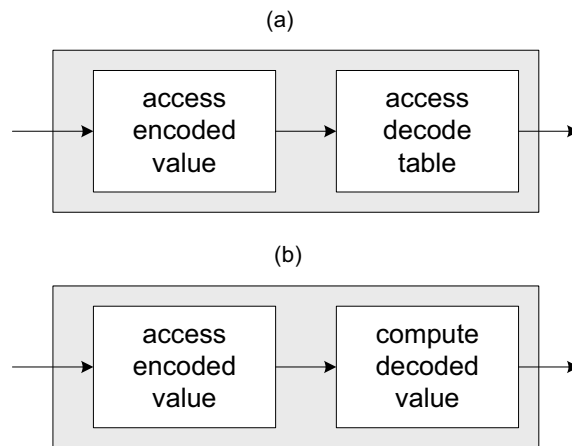 (a)
access
encoded
value
access
decode
table
(b)
access
encoded
value
compute
decoded
value